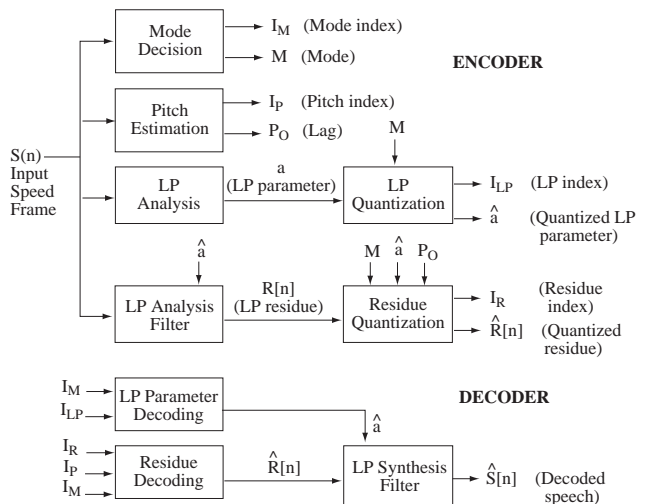 Mode
Decision
I_M (Mode index)
M (Mode)
ENCODER
Pitch
Estimation
I_P (Pitch index)
P_O (Lag)
S(n)
Input
Speed
Frame
LP
Analysis
a
(LP parameter)
M
LP
Quantization
I_LP (LP index)
â (Quantized LP
parameter)
â
LP Analysis
Filter
R[n]
(LP residue)
M â P_O
Residue
Quantization
I_R (Residue
index)
R̂[n] (Quantized
residue)
DECODER
I_M
I_LP
LP Parameter
Decoding
â
I_R
I_P
I_M
Residue
Decoding
R̂[n]
LP Synthesis
Filter
Ŝ[n] (Decoded
speech)